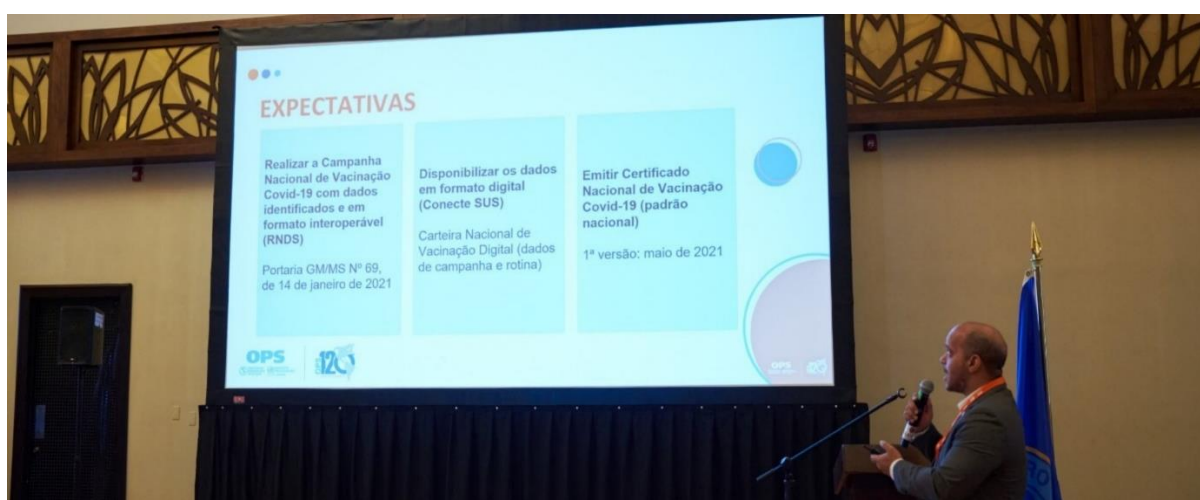 EXPECTATIVAS
Realizar a Campanha
Nacional de Vacinação
Covid-19 com dados
identificados e em
formato interoperável
(RNDS)
Portaria GM/MS Nº 69,
de 14 de janeiro de 2021
Disponibilizar os dados
em formato digital
(Conecte SUS)
Carteira Nacional de
Vacinação Digital (dados
de campanha e rotina)
Emitir Certificado
Nacional de Vacinação
Covid-19 (padrão
nacional)
1ª versão: maio de 2021
OPS
OPS 120
OPS